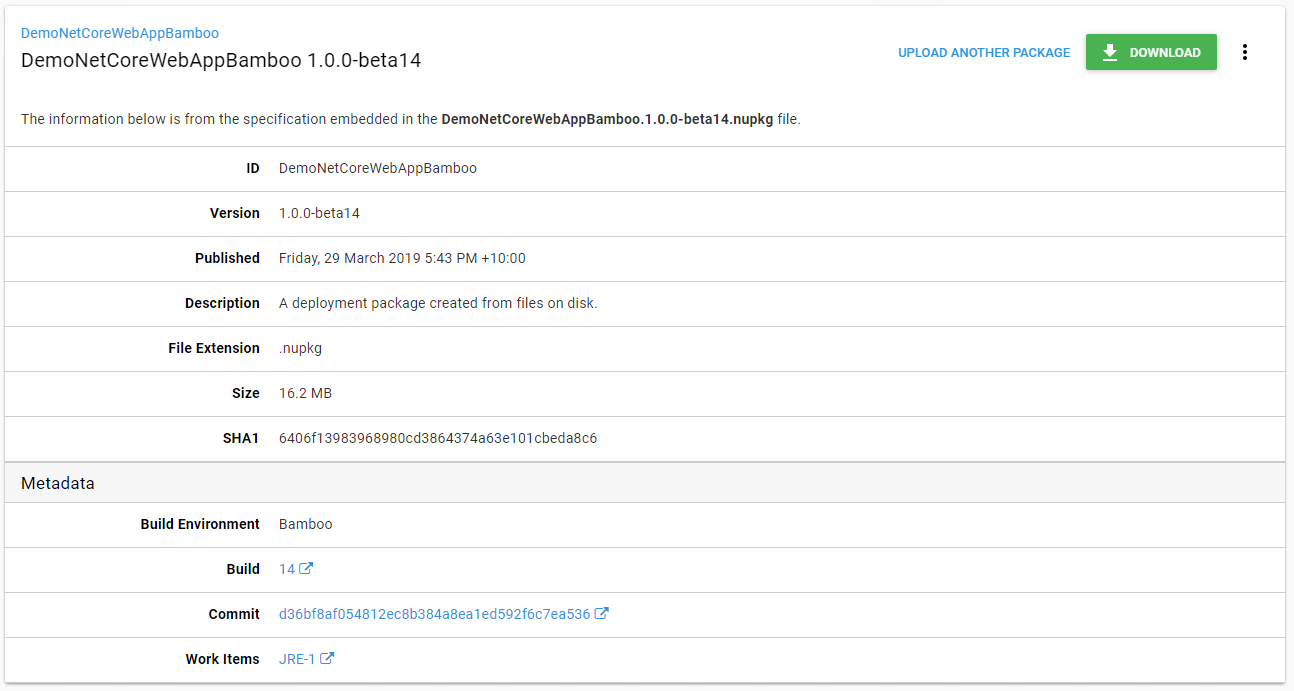 DemoNetCoreWebAppBamboo
DemoNetCoreWebAppBamboo 1.0.0-beta14
UPLOAD ANOTHER PACKAGE
DOWNLOAD
The information below is from the specification embedded in the DemoNetCoreWebAppBamboo.1.0.0-beta14.nupkg file.
ID DemoNetCoreWebAppBamboo
Version 1.0.0-beta14
Published Friday, 29 March 2019 5:43 PM +10:00
Description A deployment package created from files on disk.
File Extension .nupkg
Size 16.2 MB
SHA1 6406f13983968980cd3864374a63e101cbeda8c6
Metadata
Build Environment Bamboo
Build 14
Commit d36bf8af054812ec8b384a8ea1ed592f6c7ea536
Work Items JRE-1